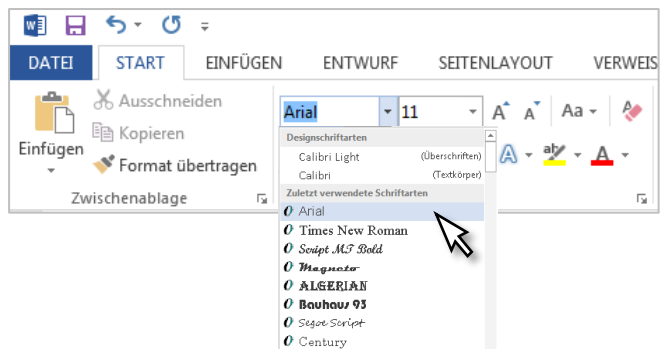 DATEI START EINFÜGEN ENTWURF SEITENLAYOUT VERWEIS
Ausschneiden
Kopieren
Format übertragen
Einfügen
Zwischenablage
Arial 11 A A Aa
A ab A
Designschriftarten
Calibri Light (Überschriften)
Calibri (Textkörper)
Zuletzt verwendete Schriftarten
Arial
Times New Roman
Script MT Bold
Magneto
ALGERIAN
Bauhaus 93
Segoe Script
Century